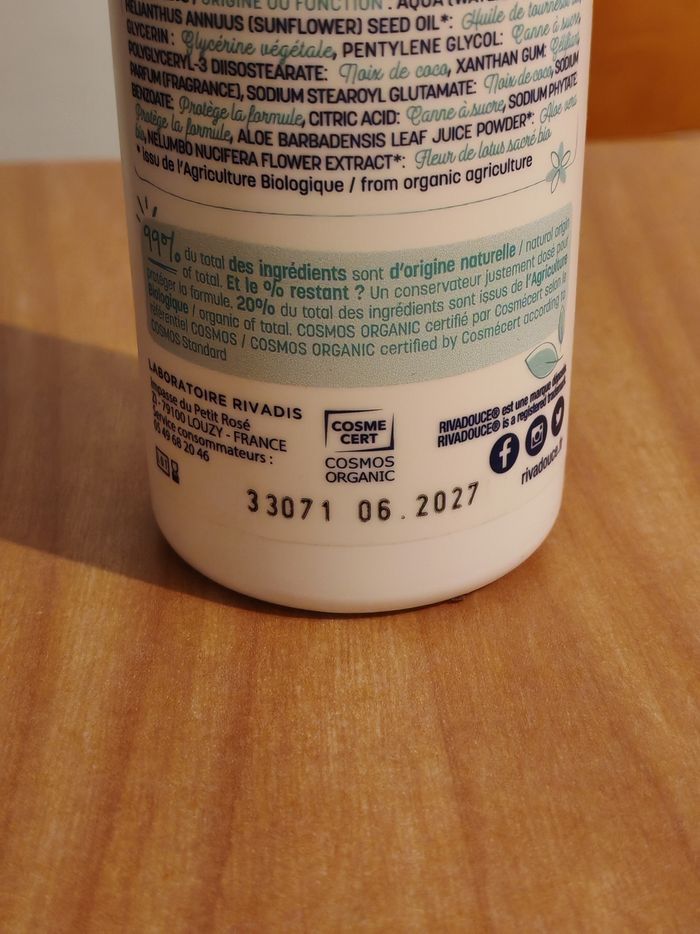 ORIGINE OU FONCTION : AQUA
HELIANTHUS ANNUUS (SUNFLOWER) SEED OIL*: Huile de tournesol
GLYCERIN: Glycérine végétale, PENTYLENE GLYCOL: Canne à sucre,
POLYGLYCERYL-3 DIISOSTEARATE: Noix de coco, XANTHAN GUM:
PARFUM (FRAGRANCE), SODIUM STEAROYL GLUTAMATE: Noix de coco, SODIUM
BENZOATE: Protège la formule, CITRIC ACID: Canne à sucre, SODIUM PHYTATE:
Protège la formule, ALOE BARBADENSIS LEAF JUICE POWDER*: Aloe vera
bio, NELUMBO NUCIFERA FLOWER EXTRACT*: Fleur de lotus sacré bio
* issu de l'Agriculture Biologique / from organic agriculture
99% du total des ingrédients sont d'origine naturelle / natural origin
of total. Et le % restant ? Un conservateur justement dosé pour
protéger la formule. 20% du total des ingrédients sont issus de l'Agriculture
Biologique / organic of total. COSMOS ORGANIC certifié par Cosmécert selon le
référentiel COSMOS / COSMOS ORGANIC certified by Cosmécert according to
COSMOS Standard
LABORATOIRE RIVADIS
Impasse du Petit Rosé
ZI - 79100 LOUZY - FRANCE
Service consommateurs :
05 49 68 20 46
COSME
CERT
COSMOS
ORGANIC
RIVADOUCE® est une marque déposée
RIVADOUCE® is a registered trademark
rivadouce.fr
33071 06.2027